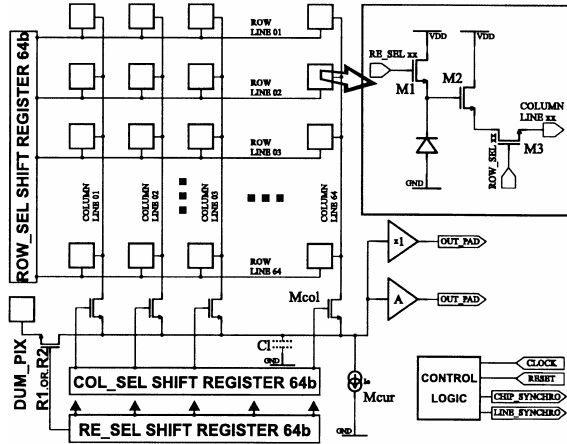 ROW_SEL SHIFT REGISTER 64b
ROW
LINE 01
ROW
LINE 02
ROW
LINE 03
ROW
LINE 64
COLUMN
LINE 01
COLUMN
LINE 02
COLUMN
LINE 03
COLUMN
LINE 64
RE_SEL xx
VDD
VDD
M1
M2
M3
COLUMN
LINE xx
ROW_SEL xx
GND
x1
OUT_PAD
A
OUT_PAD
Mcol
DUM_PIX
R1.OR.R2
C1
GND
Io
Mcur
GND
COL_SEL SHIFT REGISTER 64b
RE_SEL SHIFT REGISTER 64b
CONTROL
LOGIC
CLOCK
RESET
CHIP_SYNCHRO
LINE_SYNCHRO